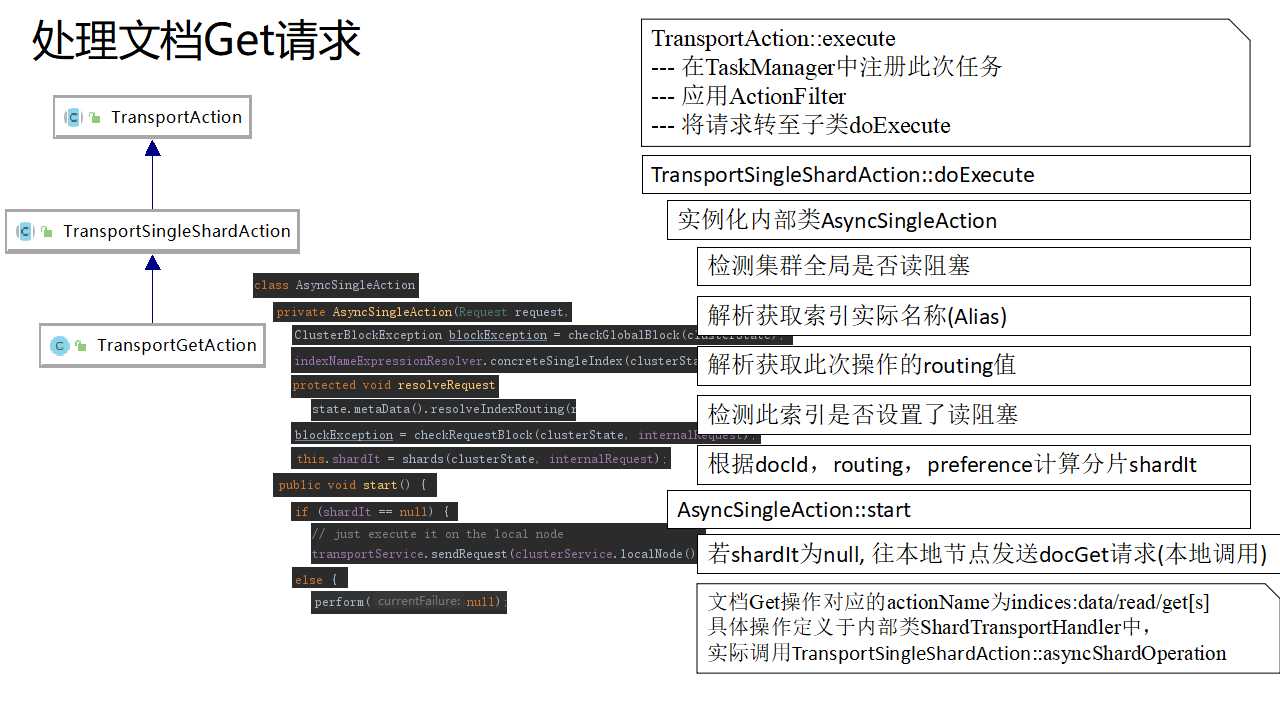 处理文档Get请求
TransportAction
TransportSingleShardAction
TransportGetAction
class AsyncSingleAction
private AsyncSingleAction(Request request,
ClusterBlockException blockException = checkGlobalBlock(clusterState);
indexNameExpressionResolver.concreteSingleIndex(clusterSta
protected void resolveRequest
state.metaData().resolveIndexRouting(r
blockException = checkRequestBlock(clusterState, internalRequest);
this.shardIt = shards(clusterState, internalRequest);
public void start() {
if (shardIt == null) {
// just execute it on the local node
transportService.sendRequest(clusterService.localNode()
else {
perform( currentFailure: null);
TransportAction::execute
--- 在TaskManager中注册此次任务
--- 应用ActionFilter
--- 将请求转至子类doExecute
TransportSingleShardAction::doExecute
实例化内部类AsyncSingleAction
检测集群全局是否读阻塞
解析获取索引实际名称(Alias)
解析获取此次操作的routing值
检测此索引是否设置了读阻塞
根据docId，routing，preference计算分片shardIt
AsyncSingleAction::start
若shardIt为null, 往本地节点发送docGet请求(本地调用)
文档Get操作对应的actionName为indices:data/read/get[s]
具体操作定义于内部类ShardTransportHandler中，
实际调用TransportSingleShardAction::asyncShardOperation